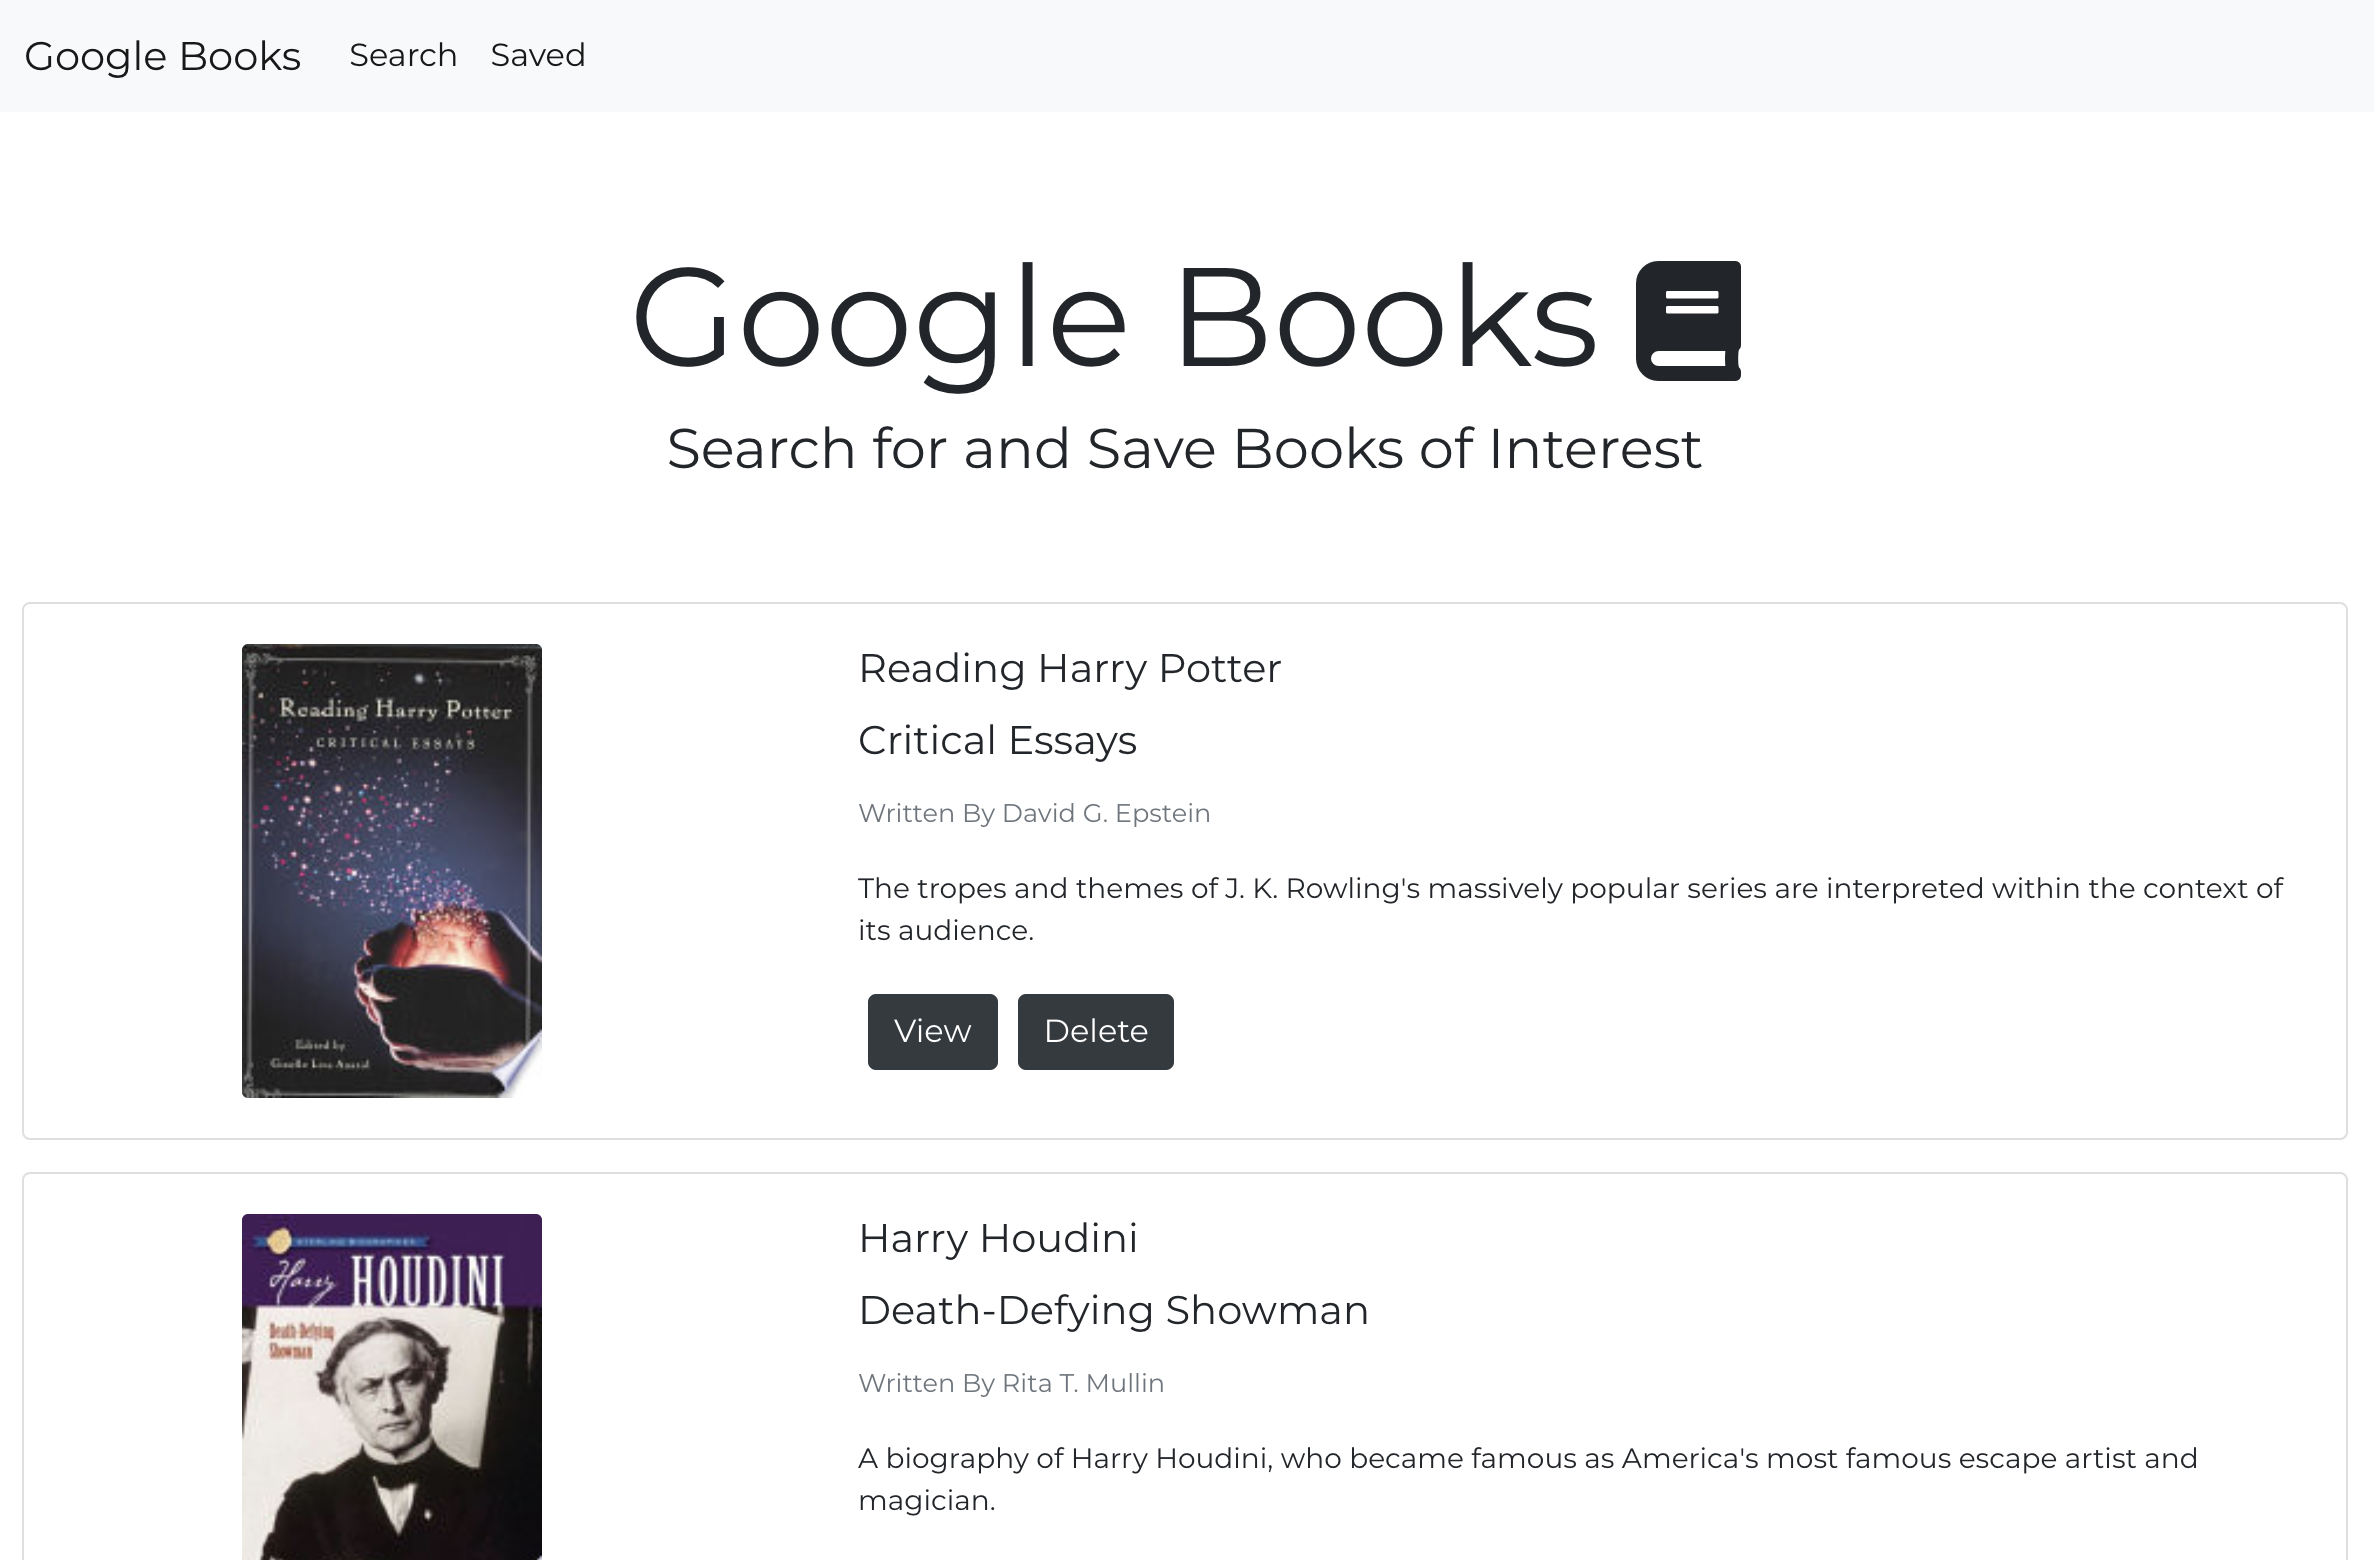 Google Books Search Saved
Google Books
Search for and Save Books of Interest
Reading Harry Potter
CRITICAL ESSAYS
Edited by
Giselle Liza Anatol
Reading Harry Potter
Critical Essays
Written By David G. Epstein
The tropes and themes of J. K. Rowling's massively popular series are interpreted within the context of
its audience.
View Delete
STERLING BIOGRAPHIES
Harry HOUDINI
Death-Defying
Showman
Harry Houdini
Death-Defying Showman
Written By Rita T. Mullin
A biography of Harry Houdini, who became famous as America's most famous escape artist and
magician.